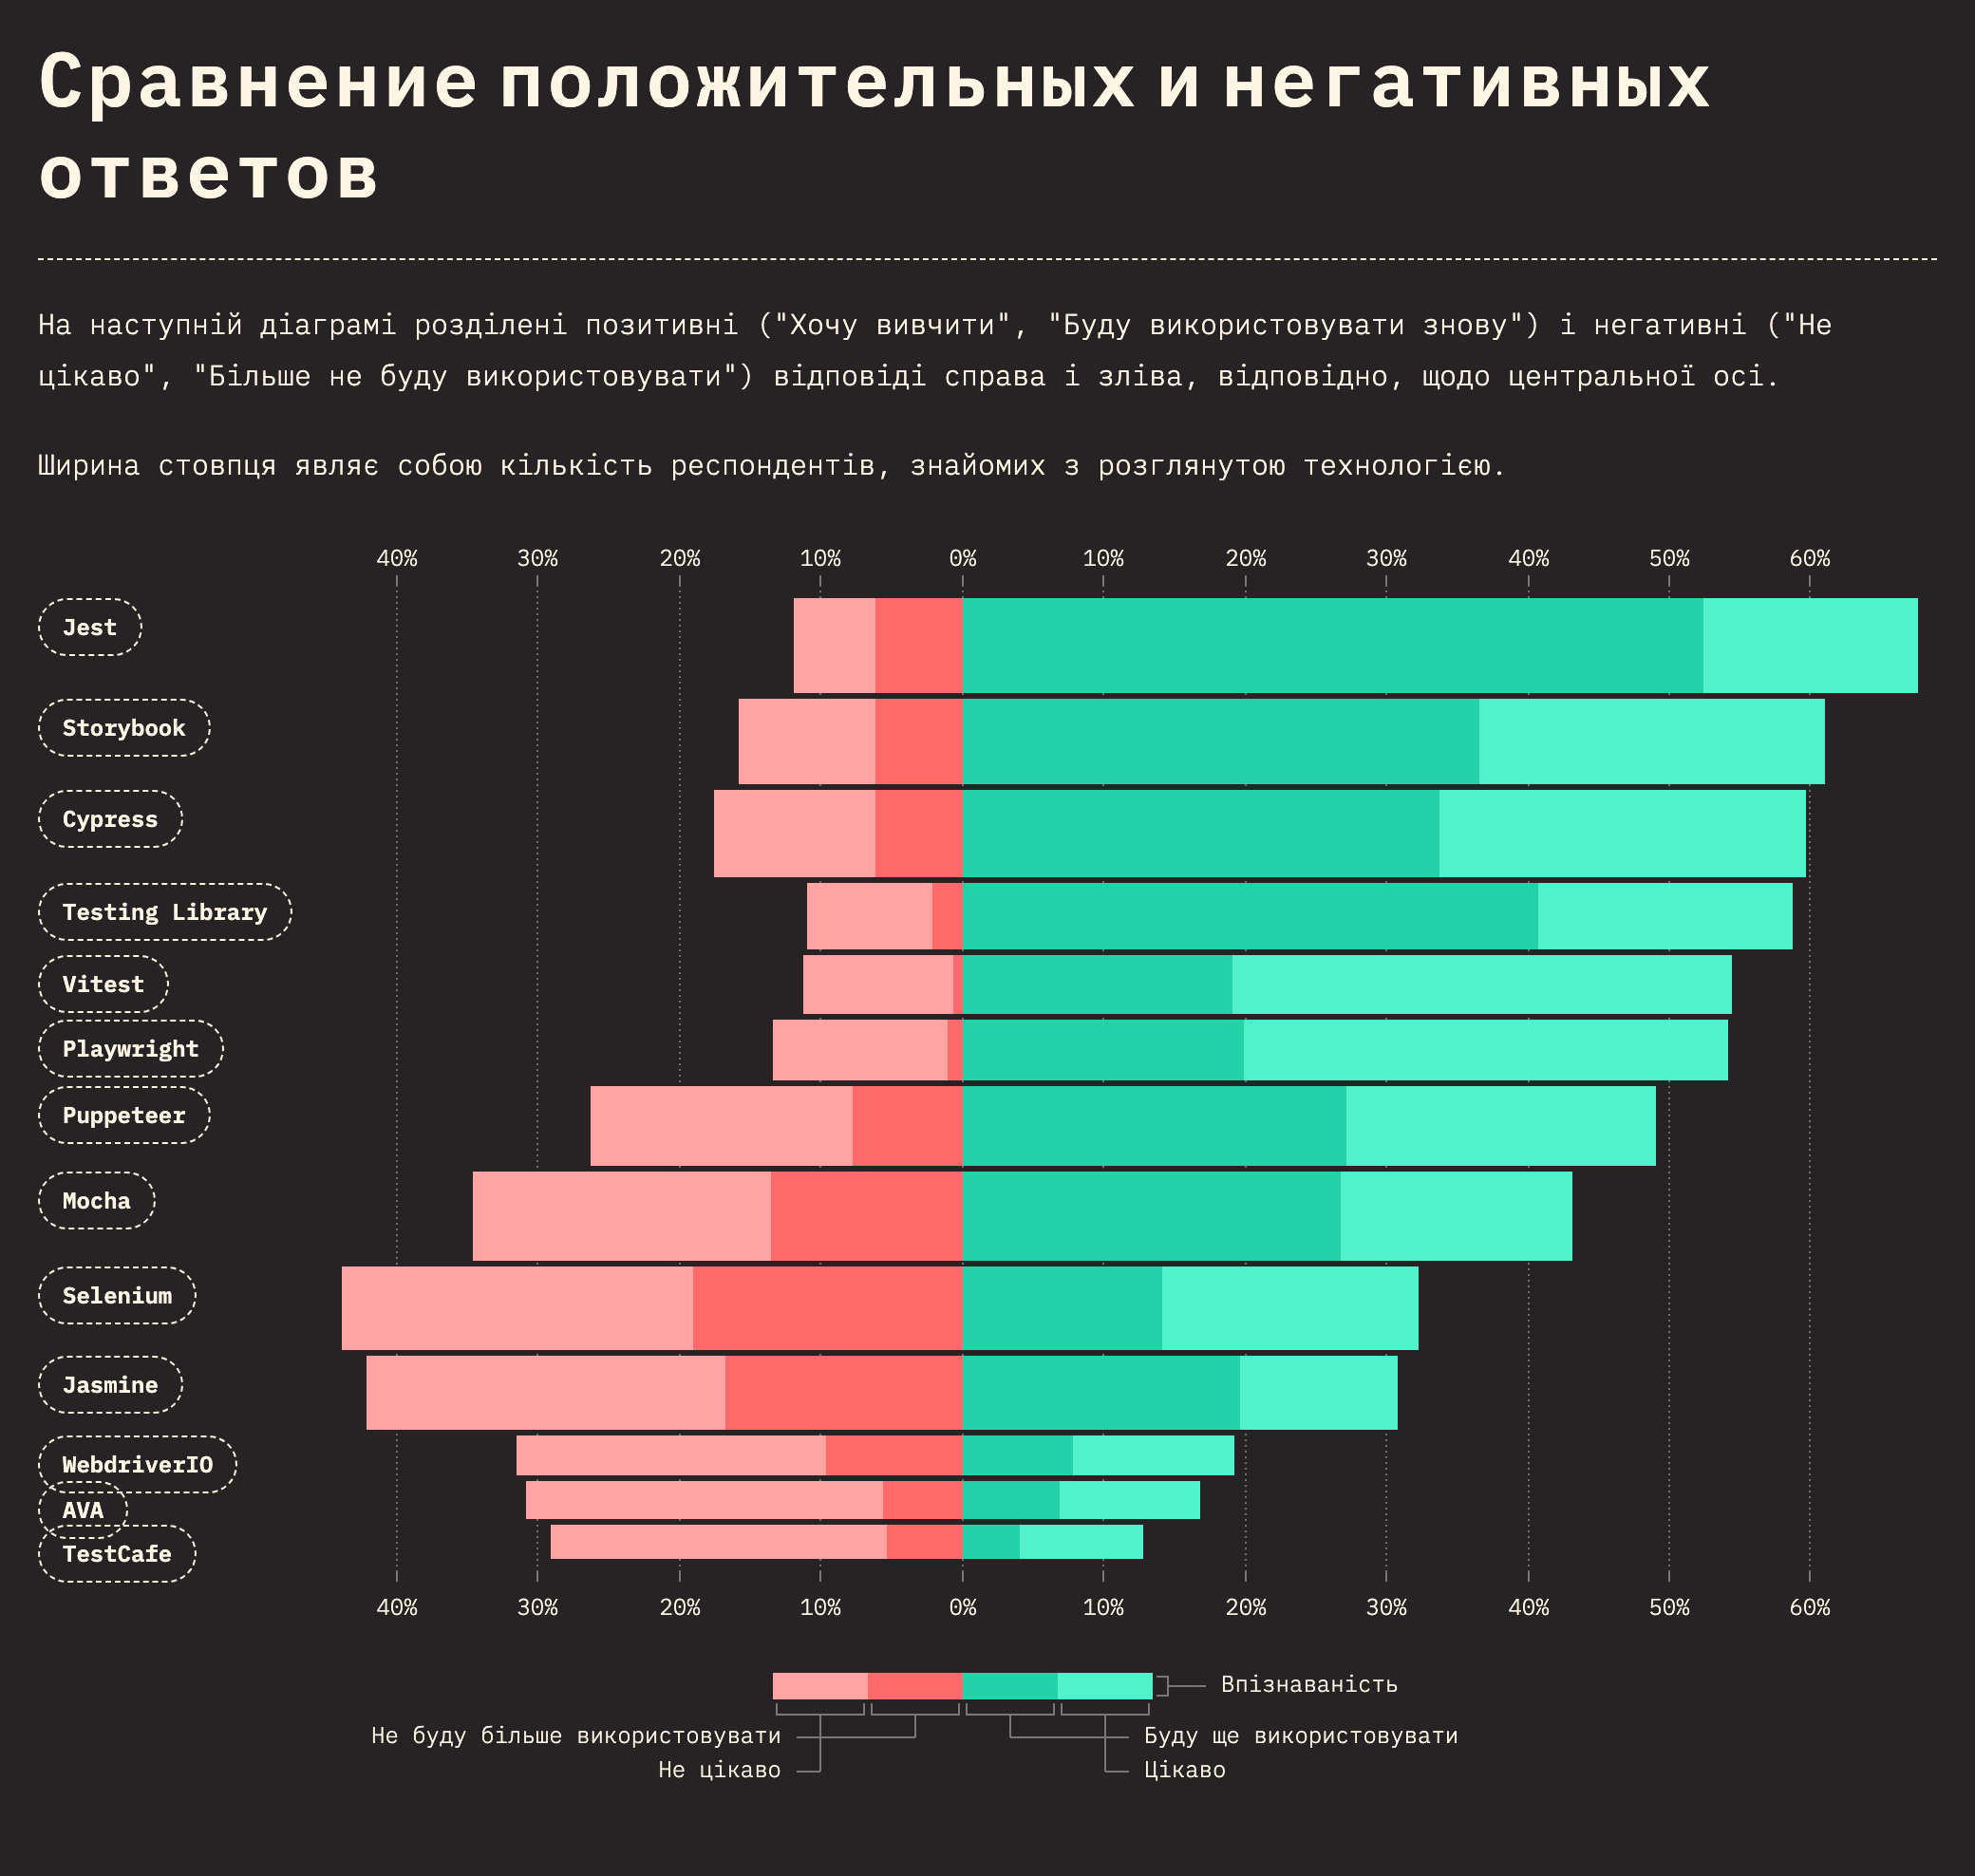 Сравнение положительных и негативных
ответов
На наступній діаграмі розділені позитивні ("Хочу вивчити", "Буду використовувати знову") і негативні ("Не
цікаво", "Більше не буду використовувати") відповіді справа і зліва, відповідно, щодо центральної осі.
Ширина стовпця являє собою кількість респондентів, знайомих з розглянутою технологією.
40% 30% 20% 10% 0% 10% 20% 30% 40% 50% 60%
Jest
Storybook
Cypress
Testing Library
Vitest
Playwright
Puppeteer
Mocha
Selenium
Jasmine
WebdriverIO
AVA
TestCafe
40% 30% 20% 10% 0% 10% 20% 30% 40% 50% 60%
Впізнаваність
Не буду більше використовувати Буду ще використовувати
Не цікаво Цікаво